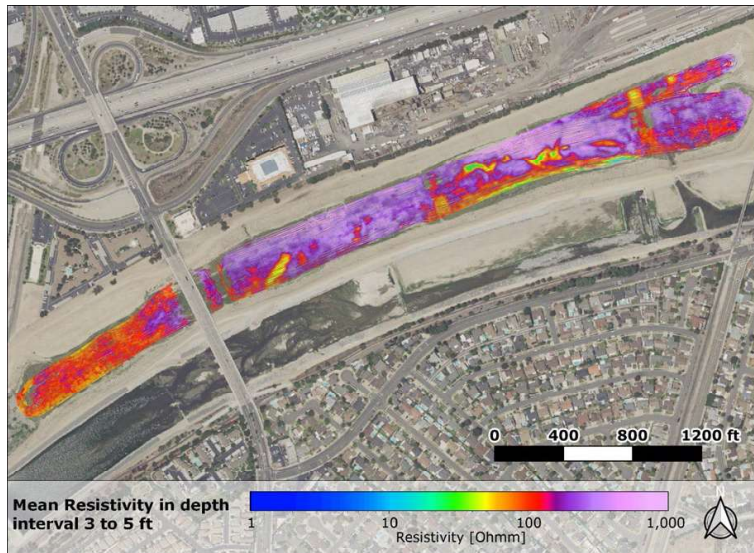 0 400 800 1200 ft
Mean Resistivity in depth
interval 3 to 5 ft
1 10 100 1,000
Resistivity [Ohmm]